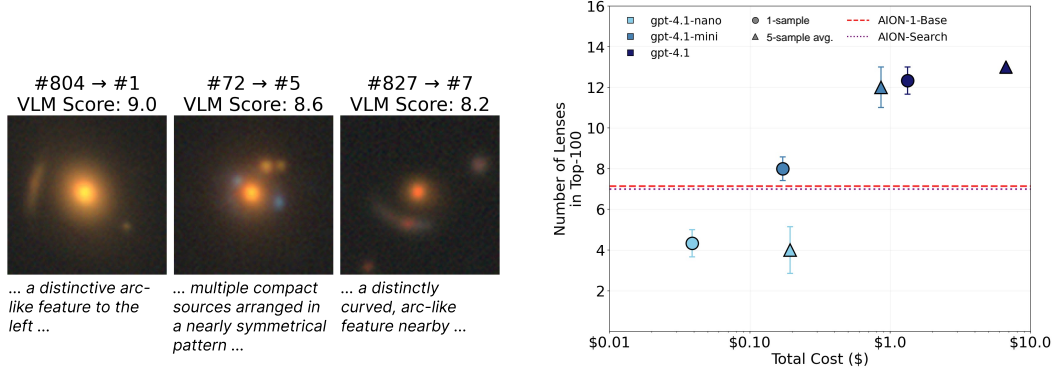 #804 → #1
VLM Score: 9.0
... a distinctive arc-
like feature to the
left ...
#72 → #5
VLM Score: 8.6
... multiple compact
sources arranged in
a nearly symmetrical
pattern ...
#827 → #7
VLM Score: 8.2
... a distinctly
curved, arc-like
feature nearby ...
Number of Lenses
in Top-100
16
14
12
10
8
6
4
2
gpt-4.1-nano
gpt-4.1-mini
gpt-4.1
1-sample
5-sample avg.
AION-1-Base
AION-Search
$0.01
$0.10
$1.0
$10.0
Total Cost ($)